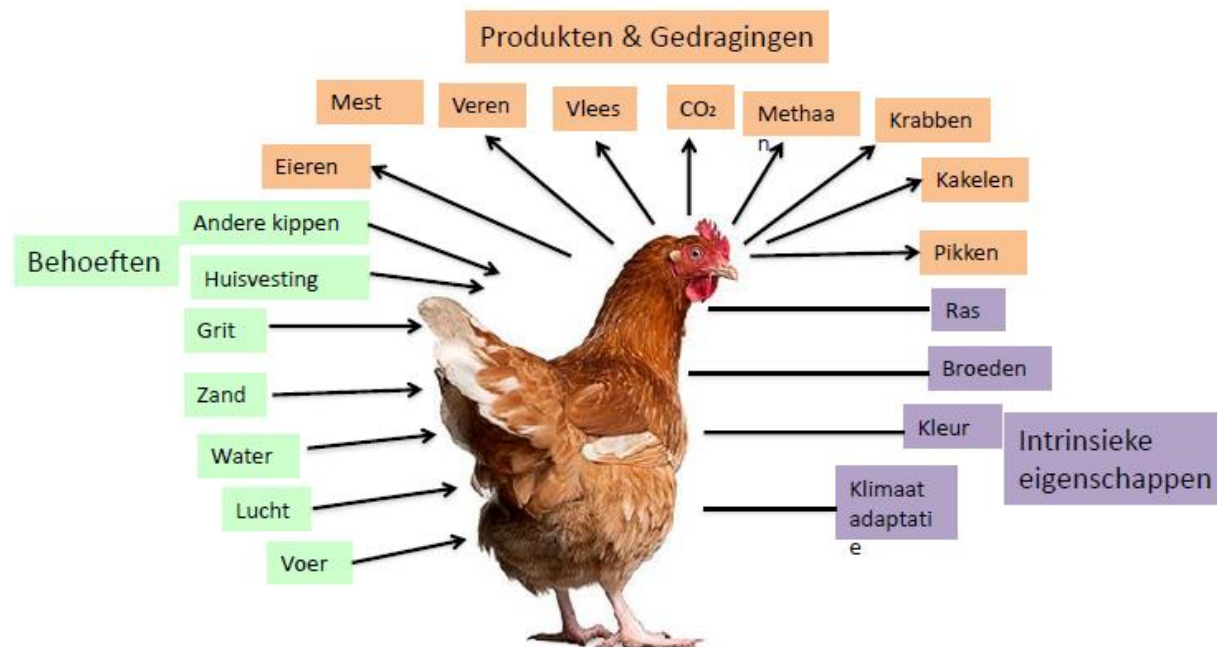 Produkten & Gedragingen
Mest
Veren
Vlees
CO₂
Methaa
n
Krabben
Eieren
Kakelen
Andere kippen
Behoeften
Pikken
Huisvesting
Grit
Ras
Zand
Broeden
Water
Kleur
Intrinsieke
eigenschappen
Lucht
Klimaat
adaptati
e
Voer